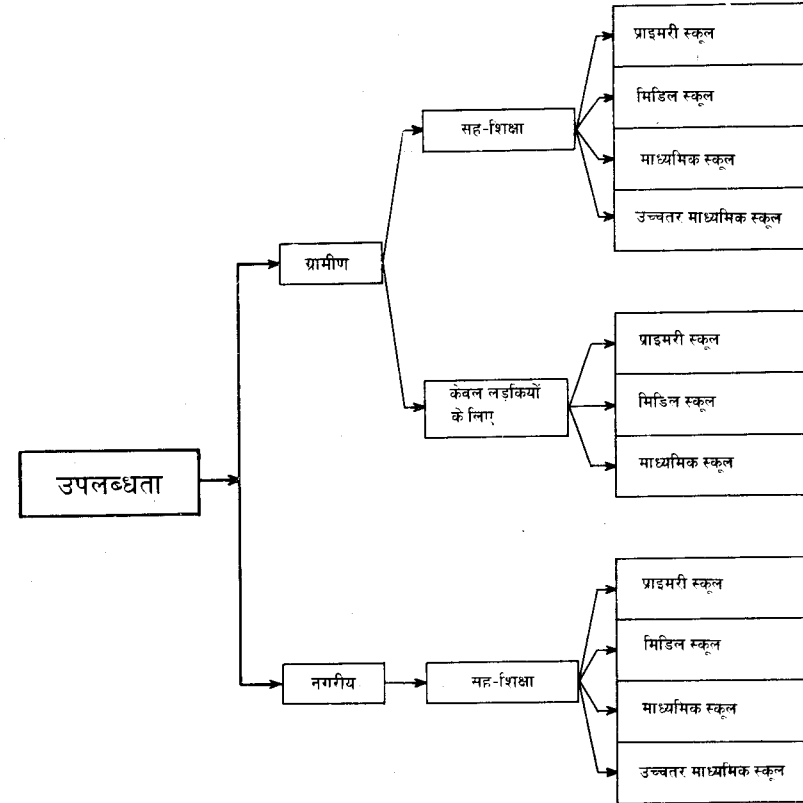 प्राइमरी स्कूल
मिडिल स्कूल
सह-शिक्षा
माध्यमिक स्कूल
उच्चतर माध्यमिक स्कूल
ग्रामीण
प्राइमरी स्कूल
केवल लड़कियों
के लिए
मिडिल स्कूल
माध्यमिक स्कूल
उपलब्धता
प्राइमरी स्कूल
मिडिल स्कूल
नगरीय
सह-शिक्षा
माध्यमिक स्कूल
उच्चतर माध्यमिक स्कूल